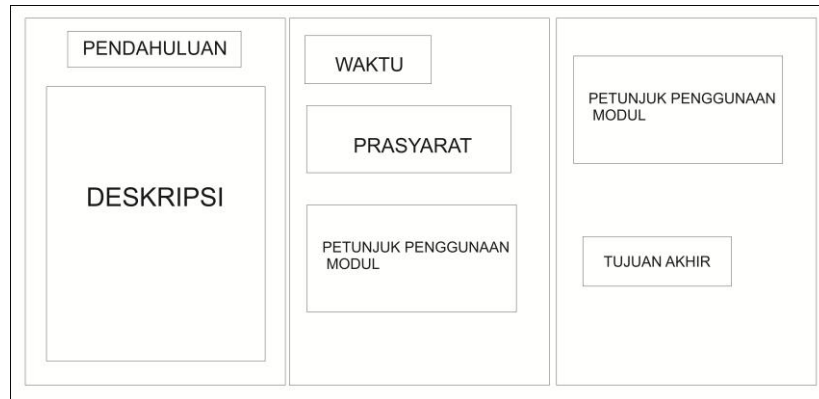 PENDAHULUAN
DESKRIPSI
WAKTU
PRASYARAT
PETUNJUK PENGGUNAAN
MODUL
PETUNJUK PENGGUNAAN
MODUL
TUJUAN AKHIR